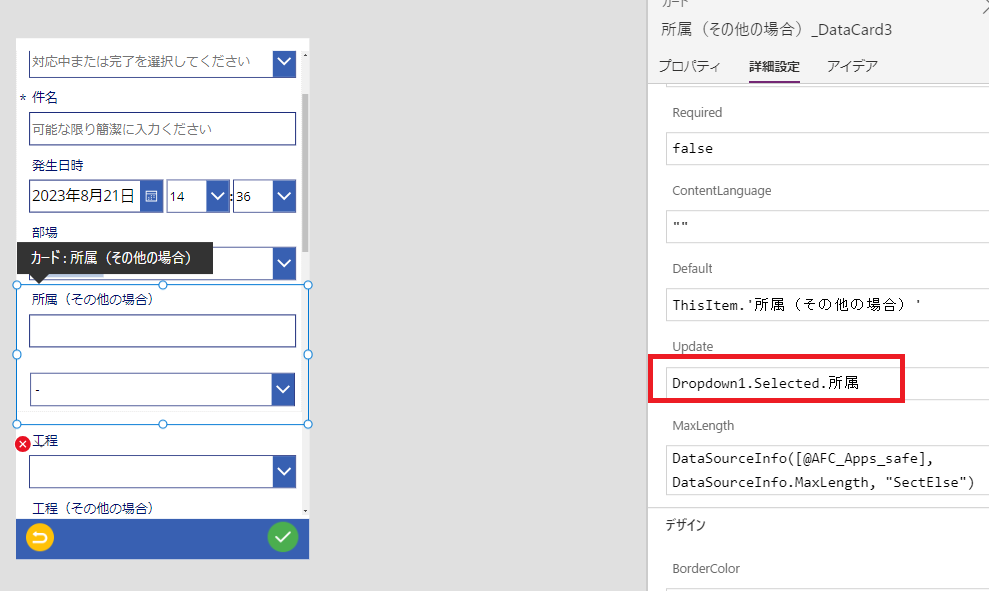 対応中または完了を選択してください
* 件名
可能な限り簡潔に入力ください
発生日時
2023年8月21日 14 : 36
部場
カード : 所属（その他の場合）
所属（その他の場合）
-
工程
工程（その他の場合）
カード
所属（その他の場合）_DataCard3
プロパティ 詳細設定 アイデア
Required
false
ContentLanguage
""
Default
ThisItem.'所属（その他の場合）'
Update
Dropdown1.Selected.所属
MaxLength
DataSourceInfo([@AFC_Apps_safe],
DataSourceInfo.MaxLength, "SectElse")
デザイン
BorderColor